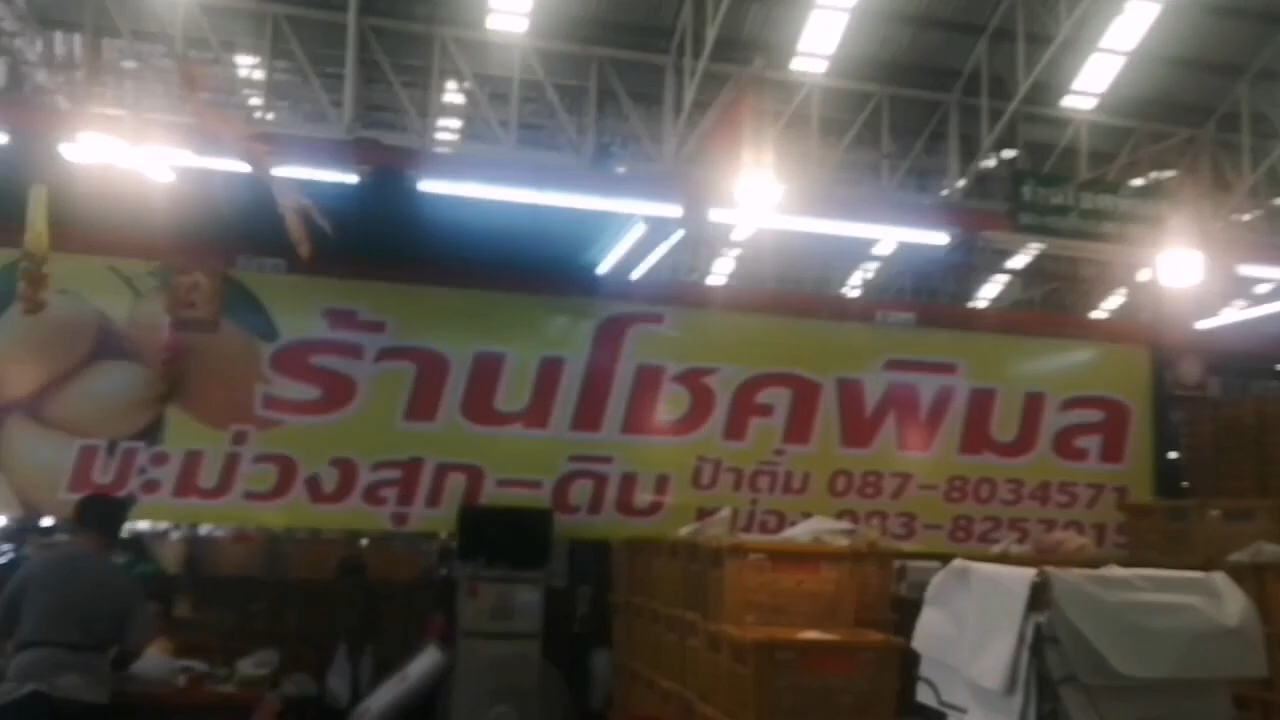 ร้านโชคพิมล
มะม่วงสุก-ดิบ
ป้าติ๋ม 087-8034571